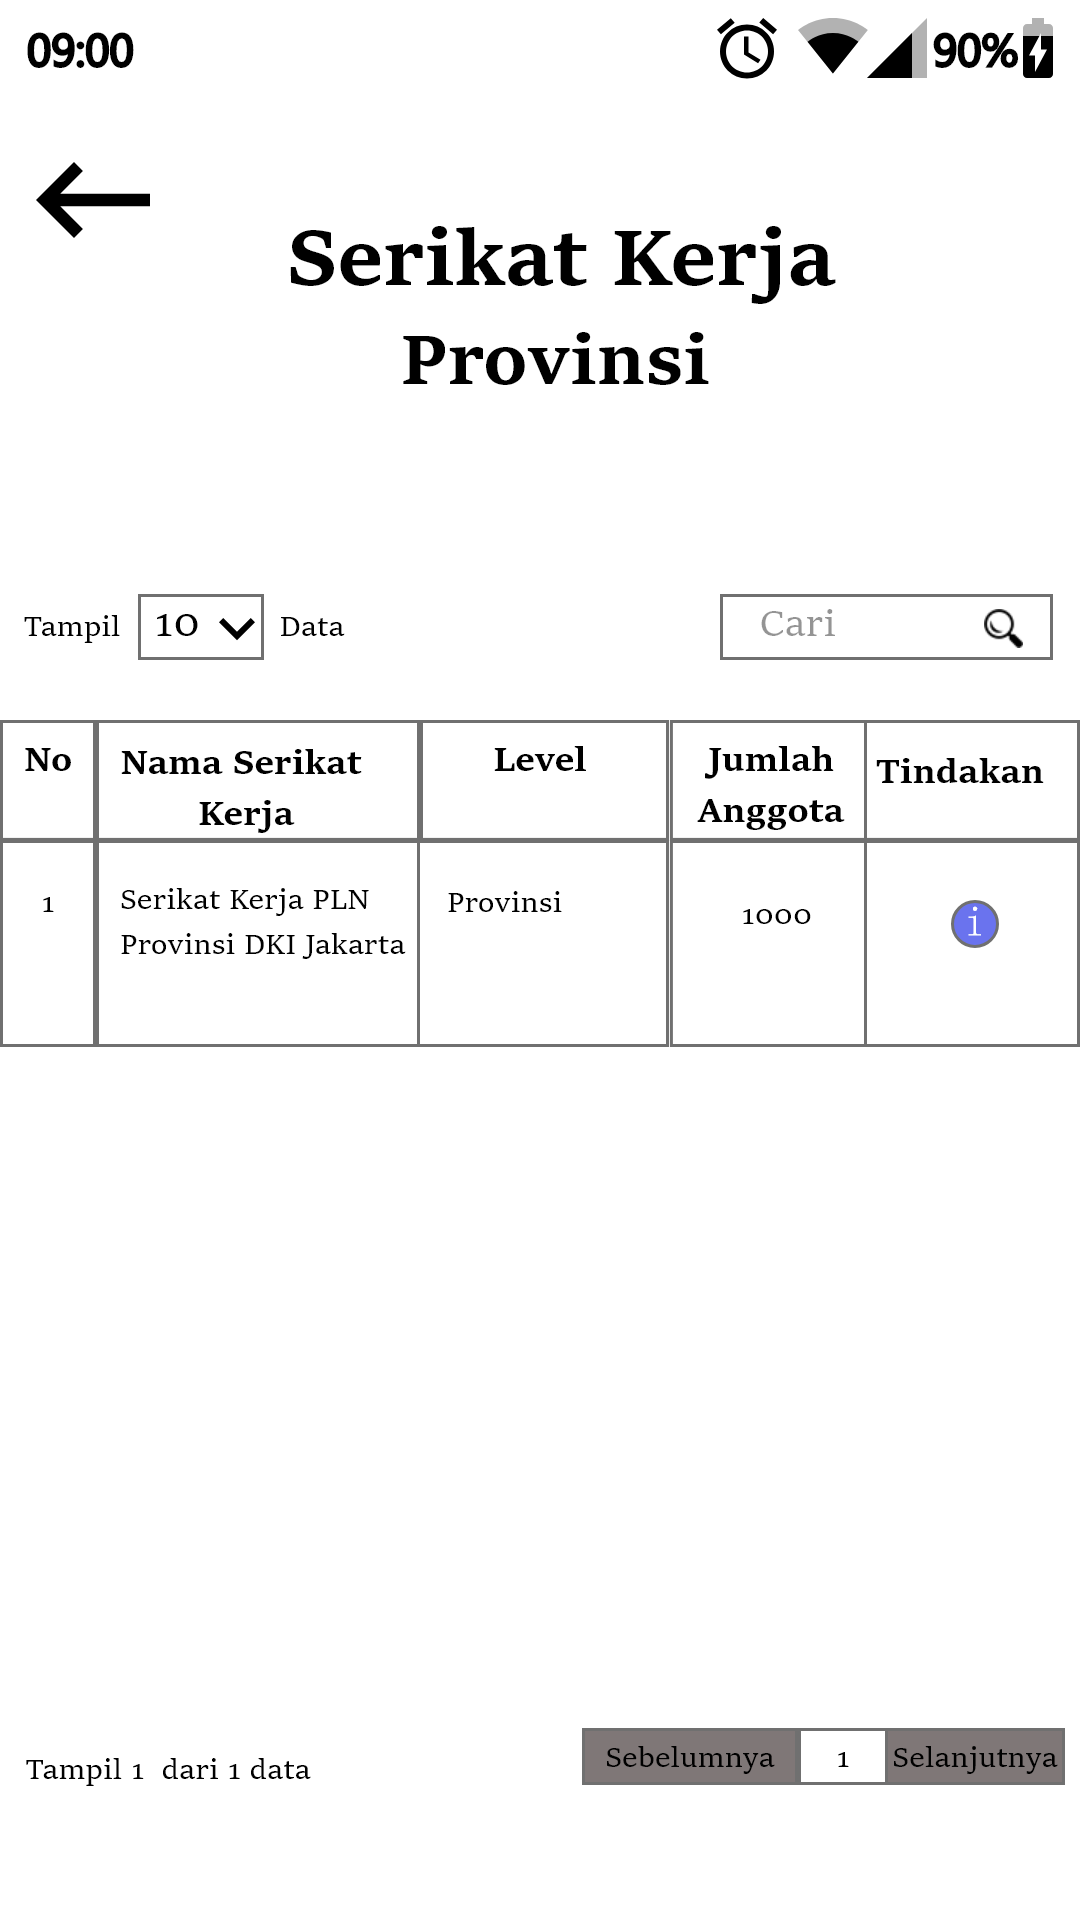 09:00 90%
Serikat Kerja
Provinsi
Tampil 10 Data Cari
No Nama Serikat Kerja Level Jumlah Anggota Tindakan
1 Serikat Kerja PLN Provinsi DKI Jakarta Provinsi 1000 i
Tampil 1 dari 1 data Sebelumnya 1 Selanjutnya